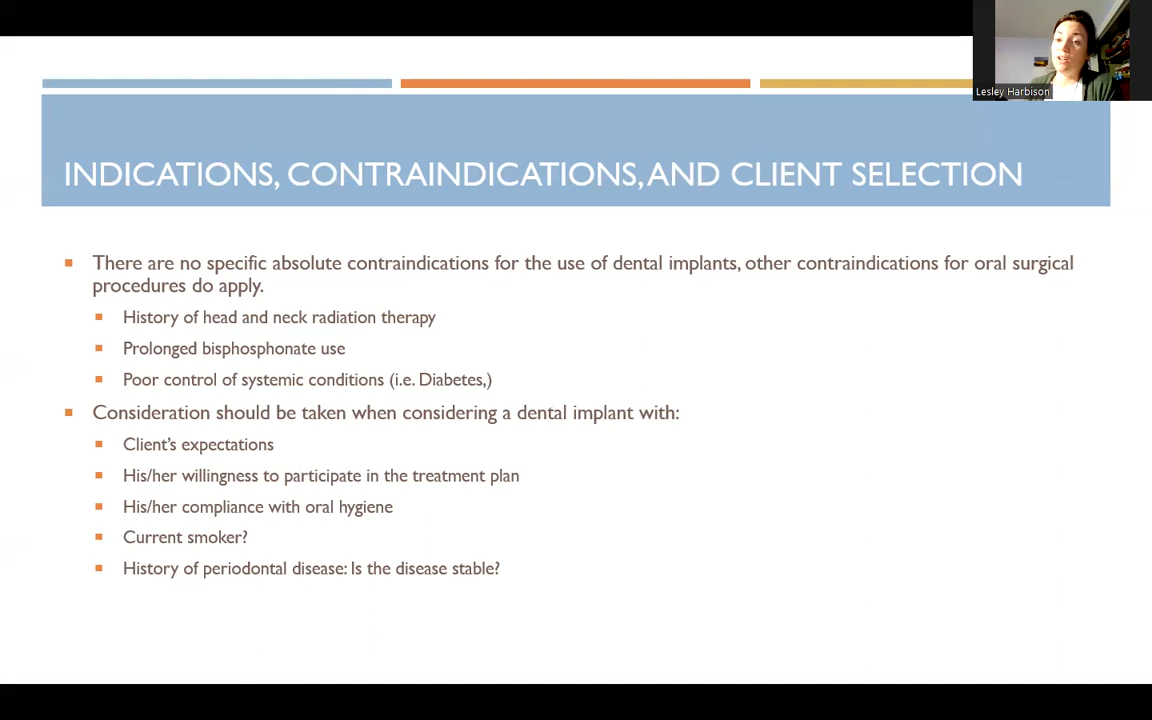 Lesley Harbison
INDICATIONS, CONTRAINDICATIONS, AND CLIENT SELECTION
There are no specific absolute contraindications for the use of dental implants, other contraindications for oral surgical
procedures do apply.
History of head and neck radiation therapy
Prolonged bisphosphonate use
Poor control of systemic conditions (i.e. Diabetes,)
Consideration should be taken when considering a dental implant with:
Client's expectations
His/her willingness to participate in the treatment plan
His/her compliance with oral hygiene
Current smoker?
History of periodontal disease: Is the disease stable?